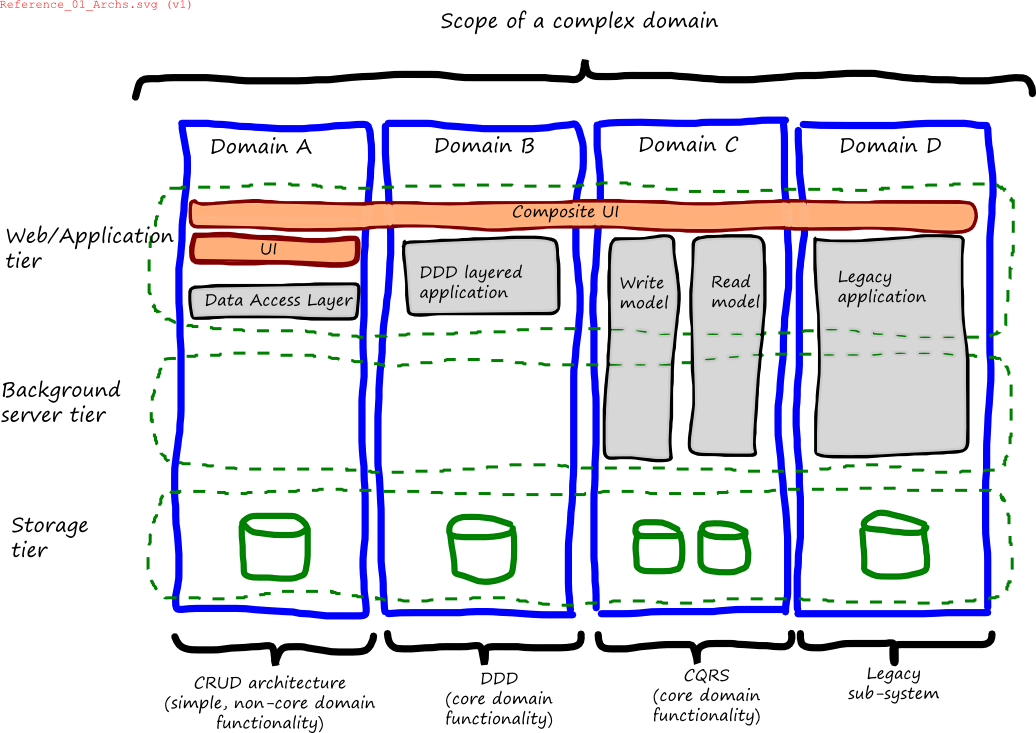 Reference_01_Archs.svg (v1)
Scope of a complex domain
Domain A
Domain B
Domain C
Domain D
Composite UI
Web/Application
tier
UI
Data Access Layer
DDD layered
application
Write
model
Read
model
Legacy
application
Background
server tier
Storage
tier
CRUD architecture
(simple, non-core domain
functionality)
DDD
(core domain
functionality)
CQRS
(core domain
functionality)
Legacy
sub-system